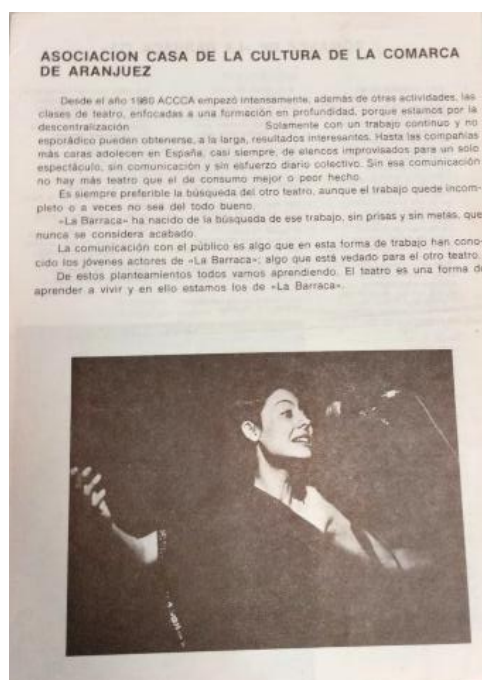 ASOCIACION CASA DE LA CULTURA DE LA COMARCA
DE ARANJUEZ
Desde el año 1980 ACCCA empezó intensamente, además de otras actividades, las
clases de teatro, enfocadas a una formación en profundidad, porque estamos por la
descentralización Solamente con un trabajo continuo y no
esporádico pueden obtenerse, a la larga, resultados interesantes. Hasta las compañías
más caras adolecen en España, casi siempre, de elencos improvisados para un solo
espectáculo, sin comunicación y sin esfuerzo diario colectivo. Sin esa comunicación
no hay más teatro que el de consumo mejor o peor hecho.
Es siempre preferible la búsqueda del otro teatro, aunque el trabajo quede incom-
pleto o a veces no sea del todo bueno.
«La Barraca» ha nacido de la búsqueda de ese trabajo, sin prisas y sin metas, que
nunca se considera acabado.
La comunicación con el público es algo que en esta forma de trabajo han cono-
cido los jóvenes actores de «La Barraca»; algo que está vedado para el otro teatro.
De estos planteamientos todos vamos aprendiendo. El teatro es una forma de
aprender a vivir y en ello estamos los de «La Barraca».